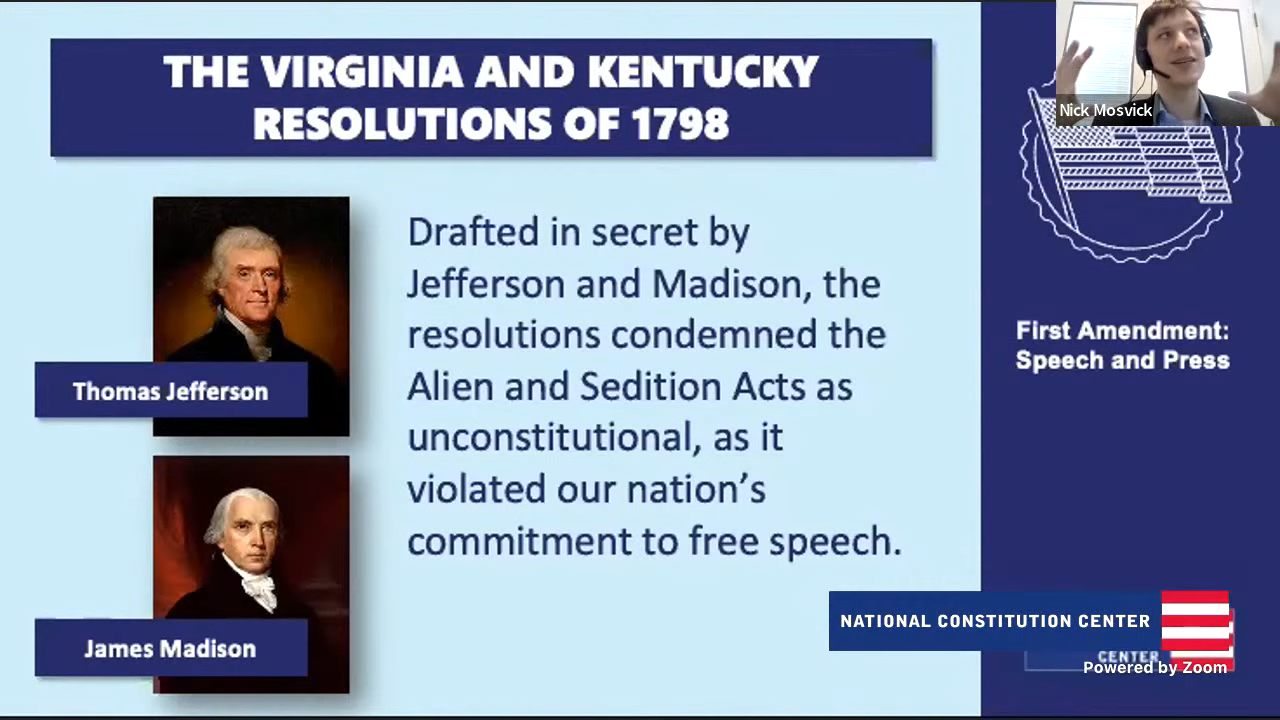 THE VIRGINIA AND KENTUCKY
RESOLUTIONS OF 1798
Thomas Jefferson
James Madison
Drafted in secret by
Jefferson and Madison, the
resolutions condemned the
Alien and Sedition Acts as
unconstitutional, as it
violated our nation's
commitment to free speech.
Nick Mosvick
First Amendment:
Speech and Press
NATIONAL CONSTITUTION CENTER
CENTER
Powered by Zoom